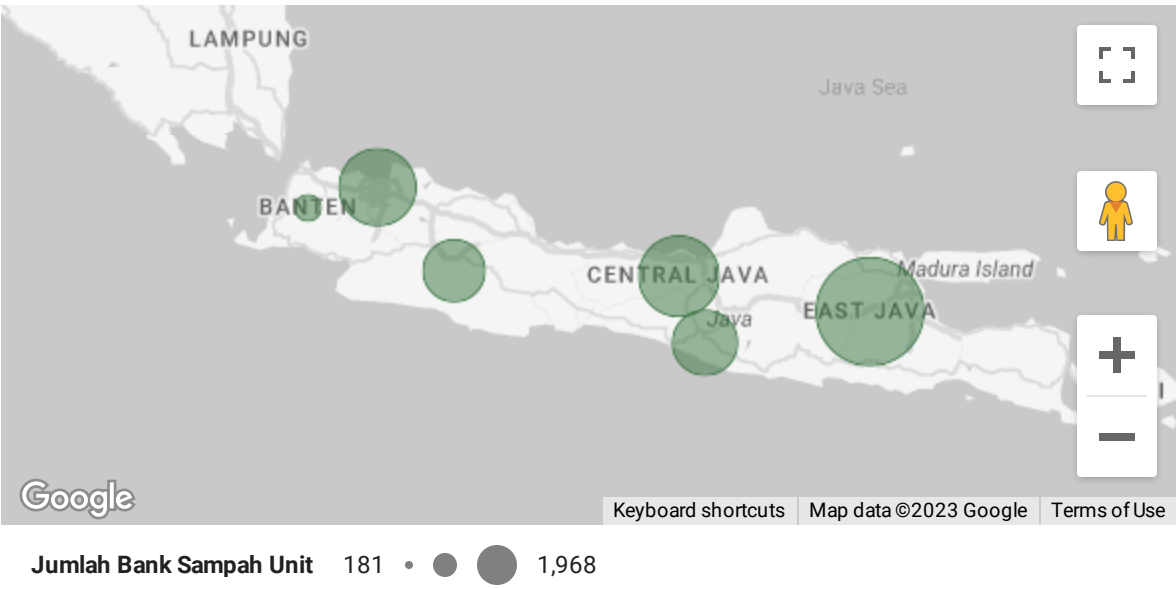 LAMPUNG
Java Sea
BANTEN
CENTRAL JAVA
Madura Island
EAST JAVA
Java
I
Google
Keyboard shortcuts
Map data ©2023 Google
Terms of Use
Jumlah Bank Sampah Unit 181 1,968